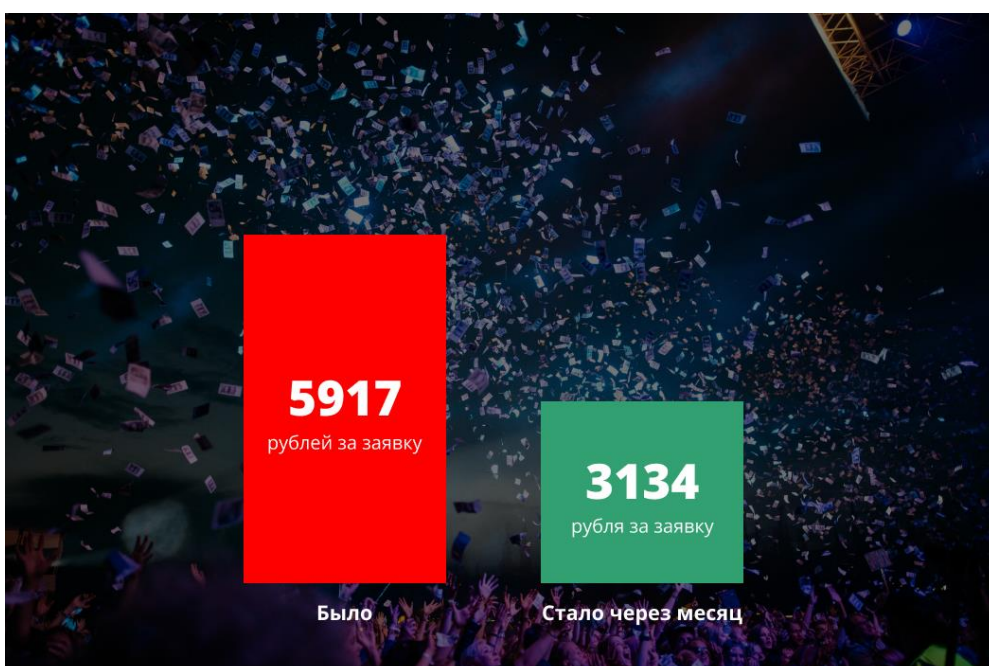 5917
рублей за заявку
3134
рубля за заявку
Было
Стало через месяц